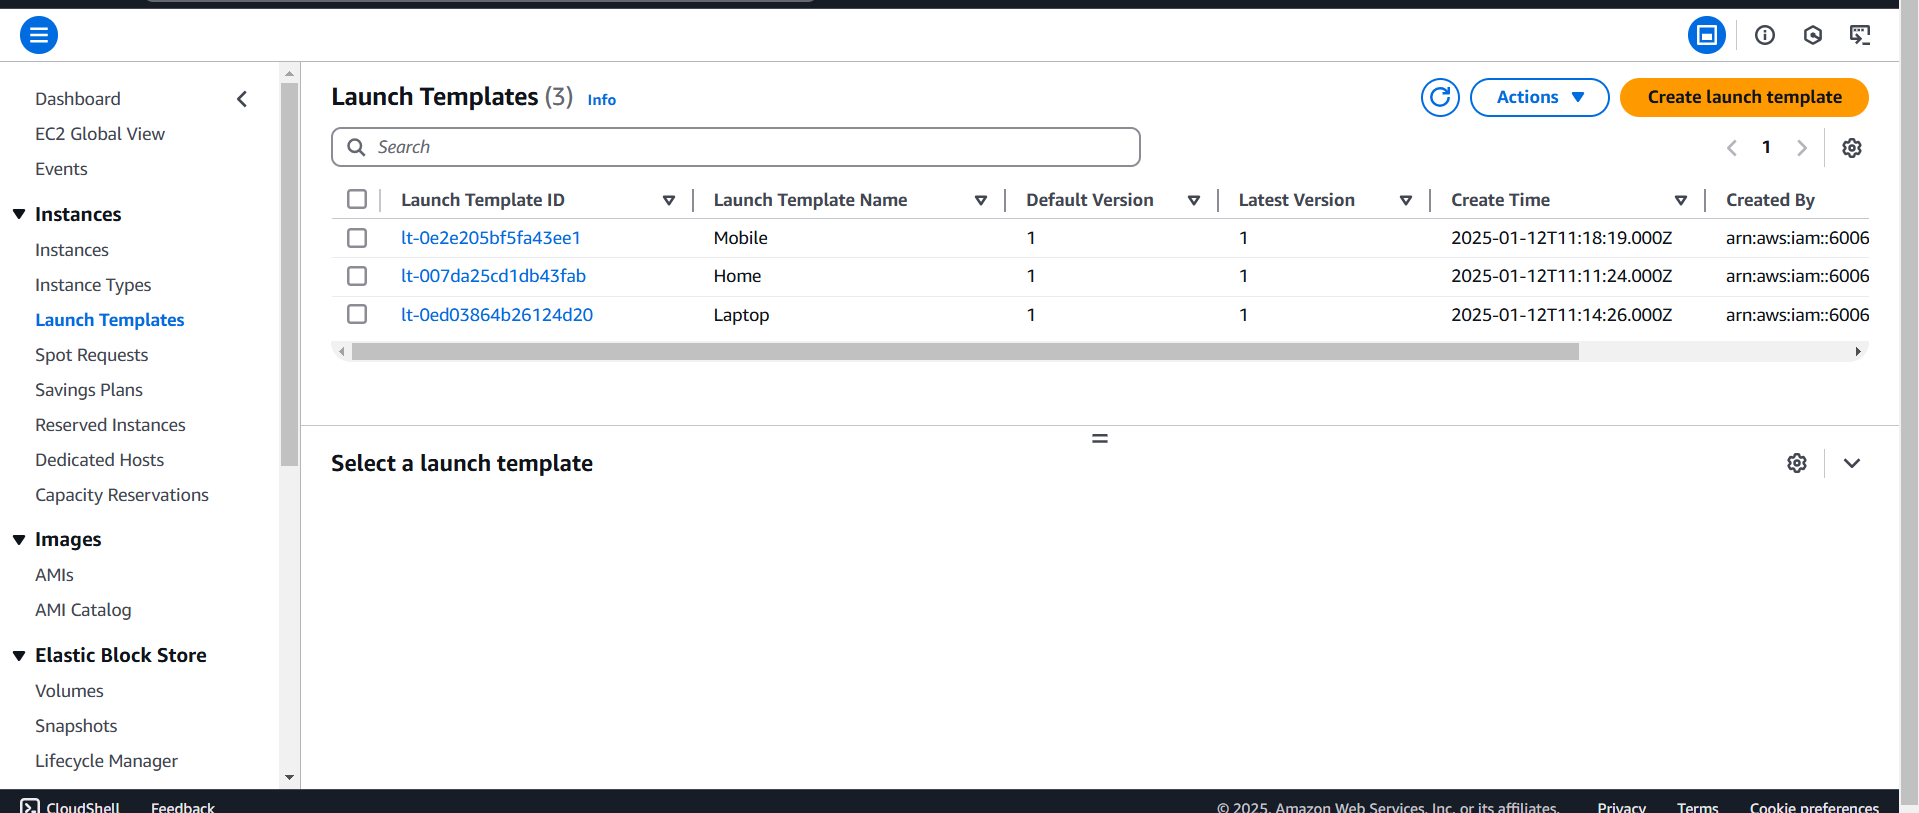 Dashboard
EC2 Global View
Events
Instances
Instances
Instance Types
Launch Templates
Spot Requests
Savings Plans
Reserved Instances
Dedicated Hosts
Capacity Reservations
Images
AMIs
AMI Catalog
Elastic Block Store
Volumes
Snapshots
Lifecycle Manager
Launch Templates (3) Info
Actions
Create launch template
Search
1
Launch Template ID Launch Template Name Default Version Latest Version Create Time Created By
lt-0e2e205bf5fa43ee1 Mobile 1 1 2025-01-12T11:18:19.000Z arn:aws:iam::6006
lt-007da25cd1db43fab Home 1 1 2025-01-12T11:11:24.000Z arn:aws:iam::6006
lt-0ed03864b26124d20 Laptop 1 1 2025-01-12T11:14:26.000Z arn:aws:iam::6006
Select a launch template
CloudShell Feedback © 2025, Amazon Web Services, Inc. or its affiliates. Privacy Terms Cookie preferences